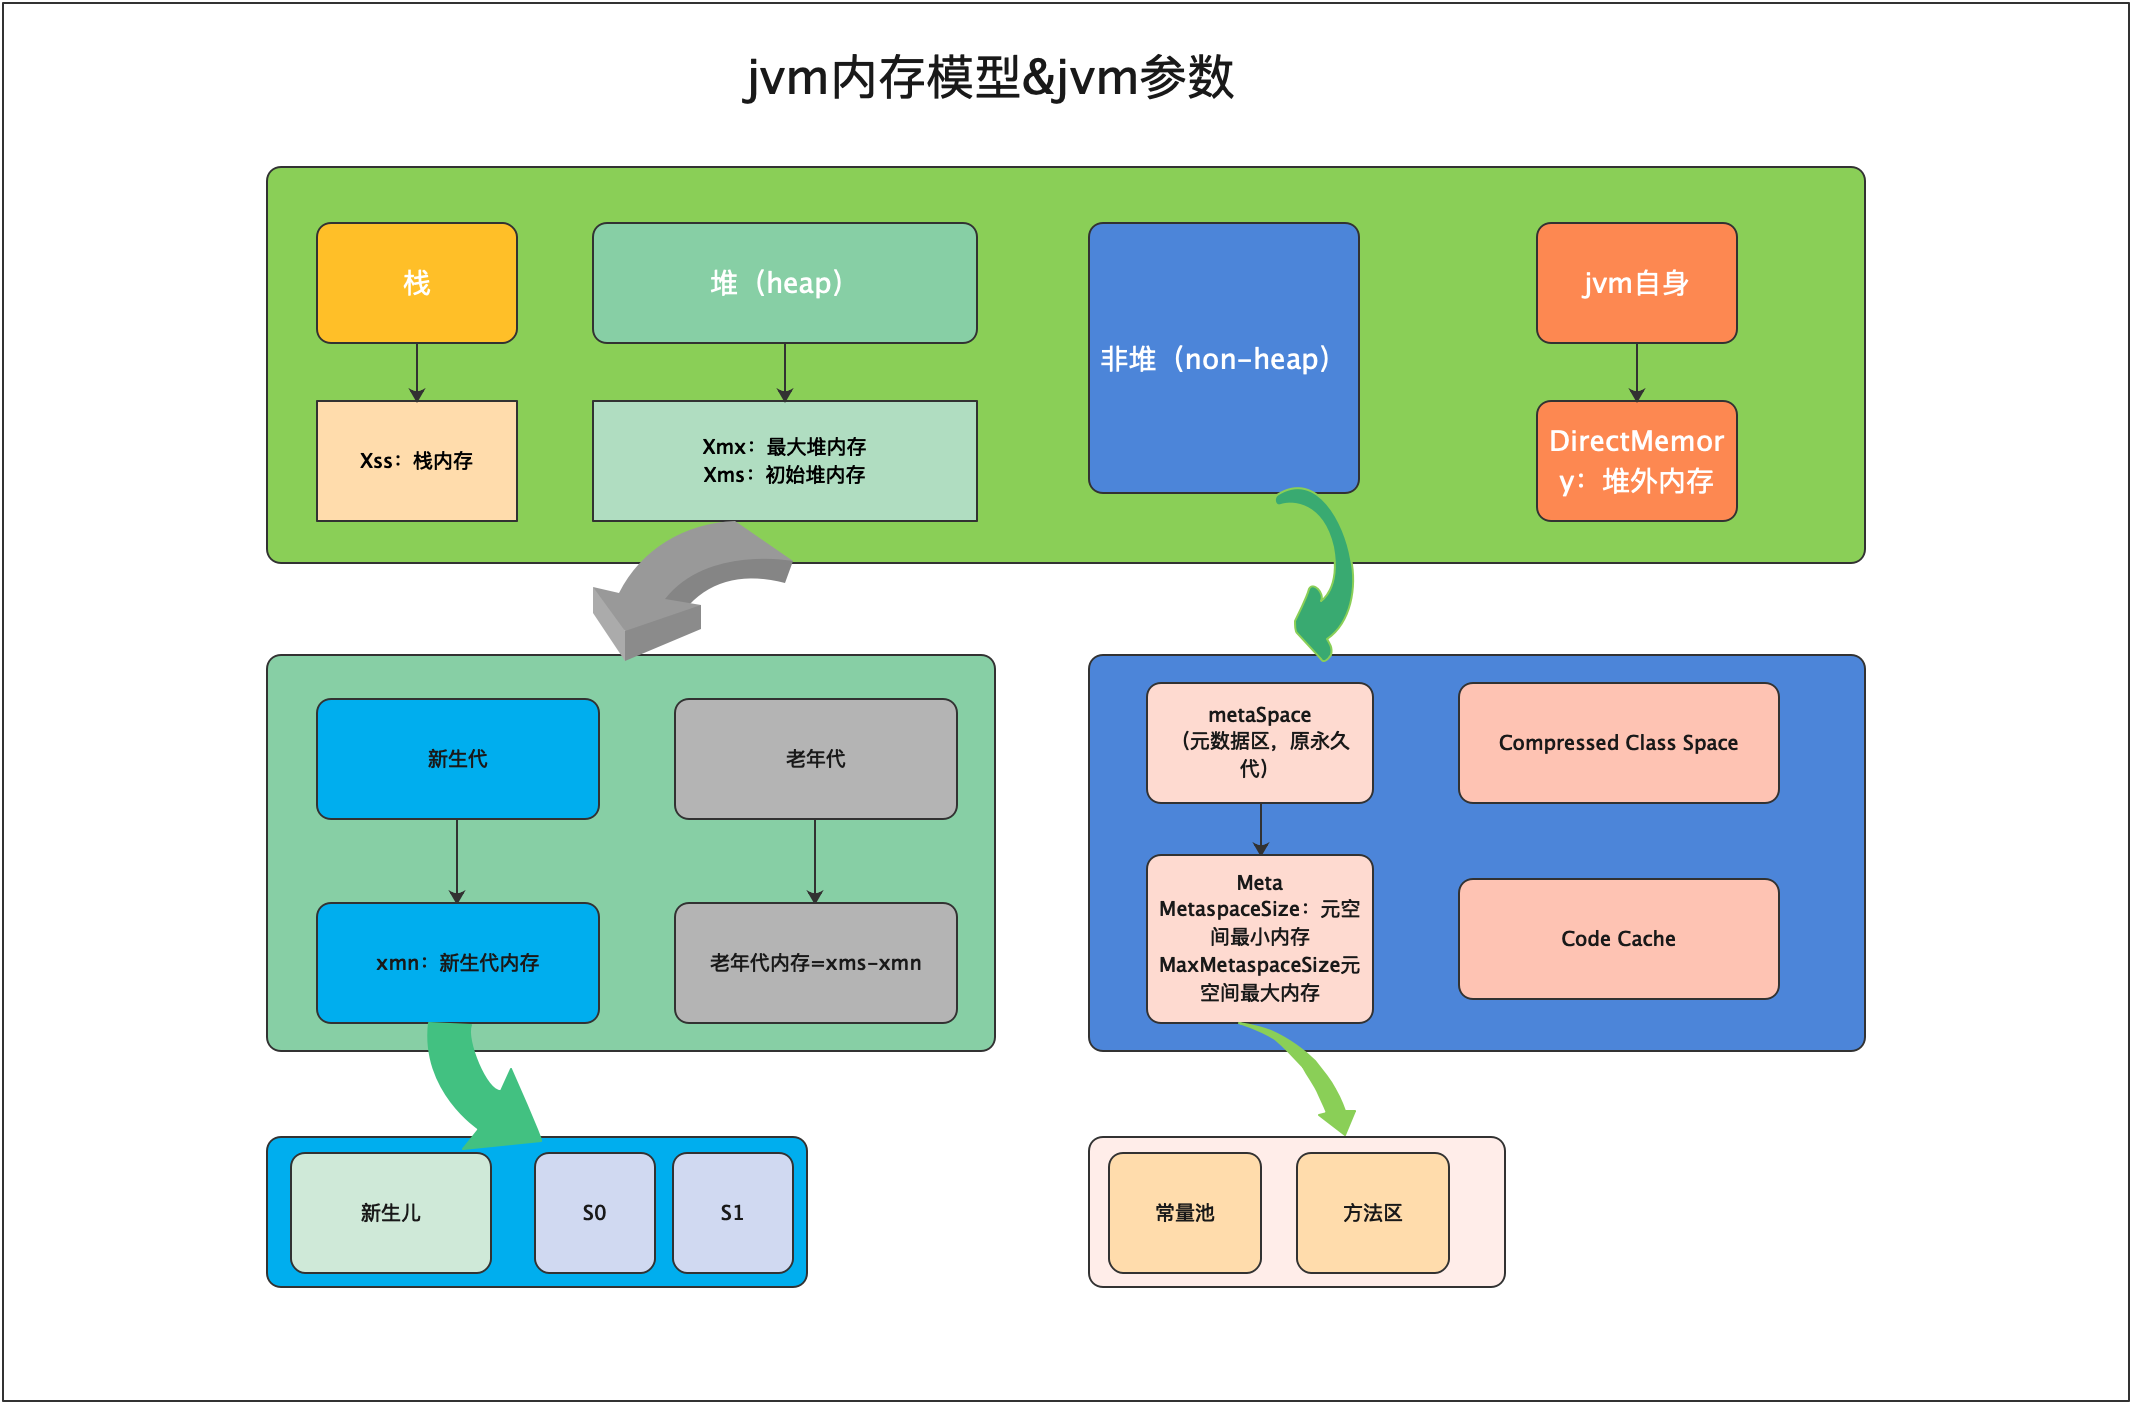 jvm内存模型&jvm参数
栈
堆（heap）
非堆（non-heap）
jvm自身
Xss：栈内存
Xmx：最大堆内存
Xms：初始堆内存
DirectMemor
y：堆外内存
新生代
老年代
metaSpace
（元数据区，原永久
代）
Compressed Class Space
xmn：新生代内存
老年代内存=xms-xmn
Meta
MetaspaceSize：元空
间最小内存
MaxMetaspaceSize元
空间最大内存
Code Cache
新生儿
S0
S1
常量池
方法区